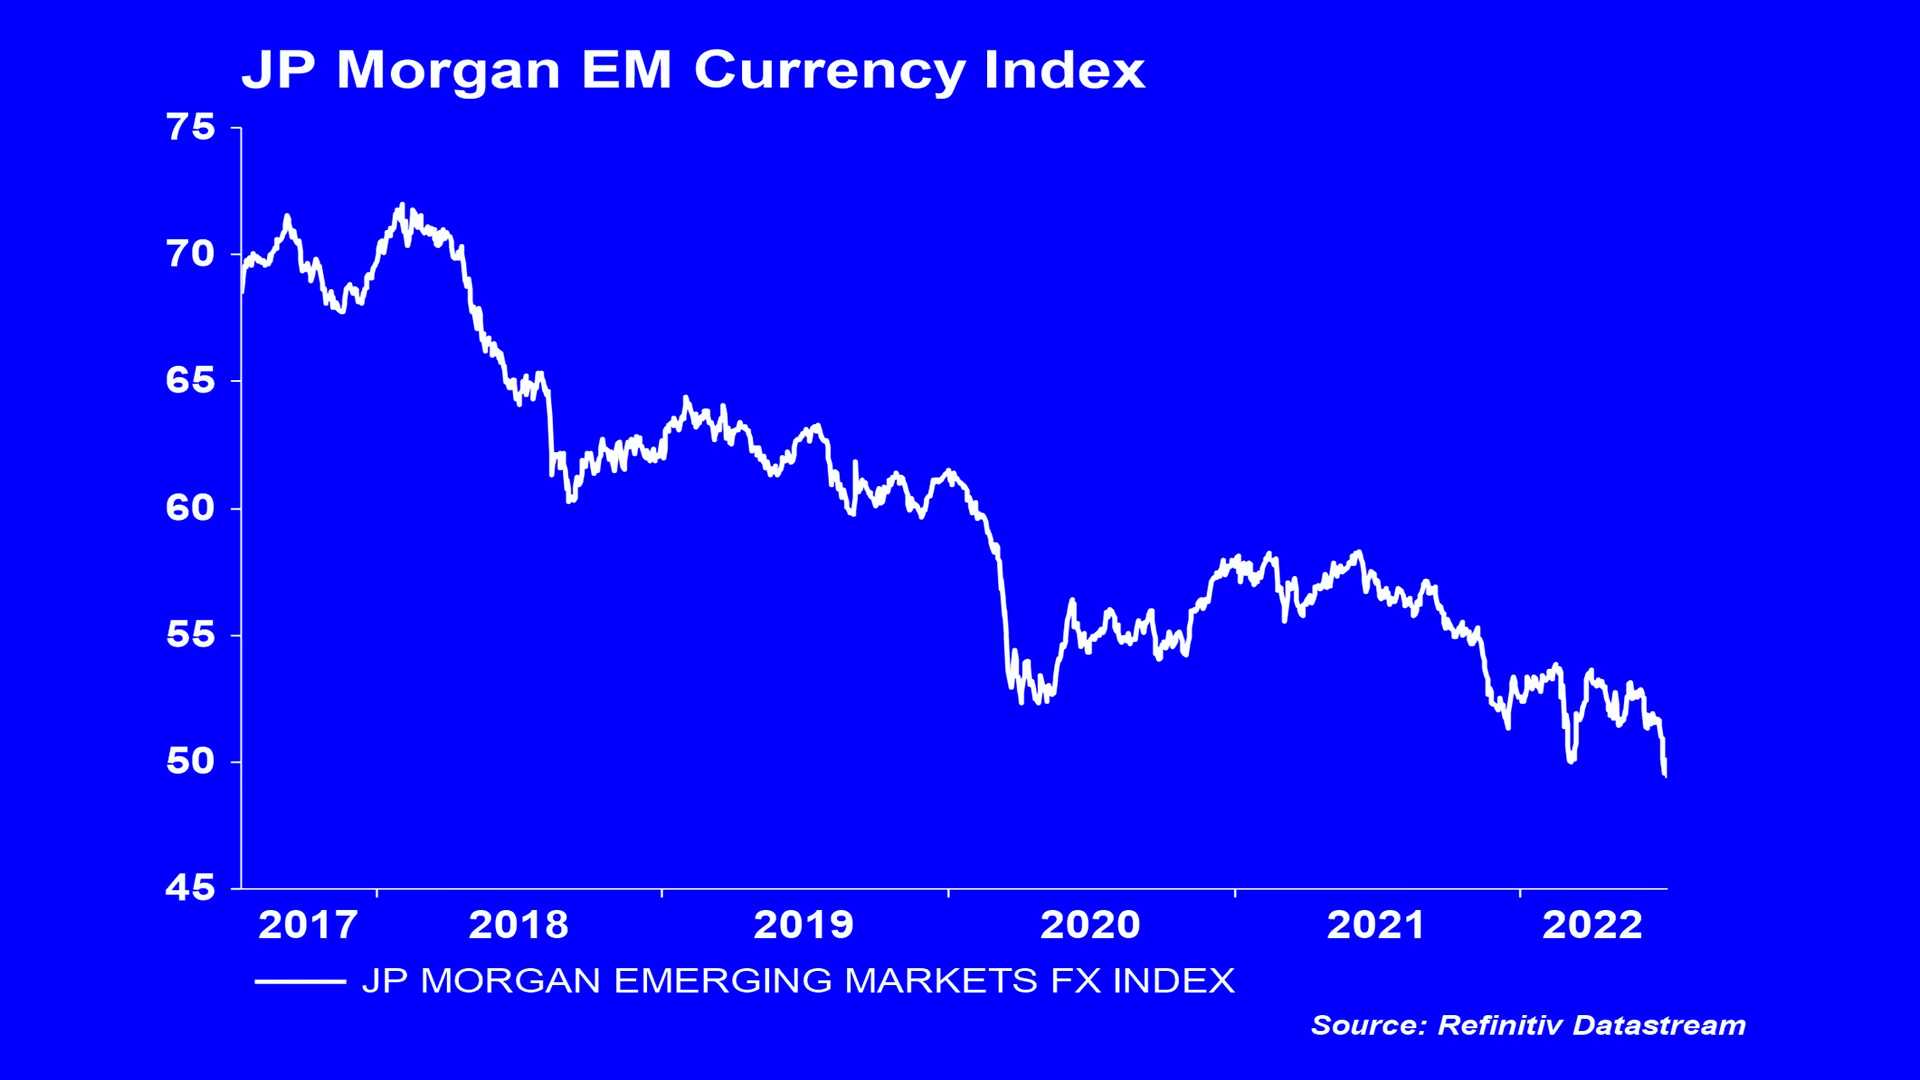 JP Morgan EM Currency Index
75
70
65
60
55
50
45
2017 2018 2019 2020 2021 2022
JP MORGAN EMERGING MARKETS FX INDEX
Source: Refinitiv Datastream